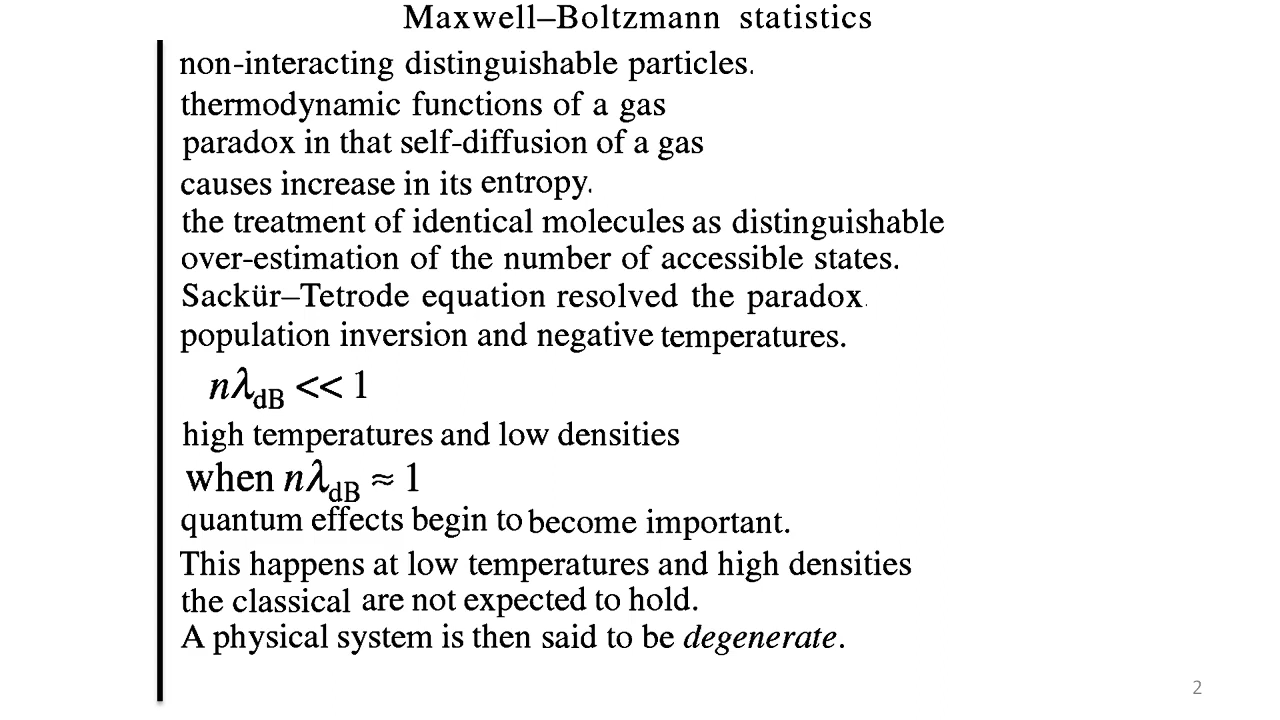 Maxwell–Boltzmann statistics
non-interacting distinguishable particles.
thermodynamic functions of a gas
paradox in that self-diffusion of a gas
causes increase in its entropy.
the treatment of identical molecules as distinguishable
over-estimation of the number of accessible states.
Sackür–Tetrode equation resolved the paradox.
population inversion and negative temperatures.
nλdB << 1
high temperatures and low densities
when nλdB ≈ 1
quantum effects begin to become important.
This happens at low temperatures and high densities
the classical are not expected to hold.
A physical system is then said to be degenerate.
2